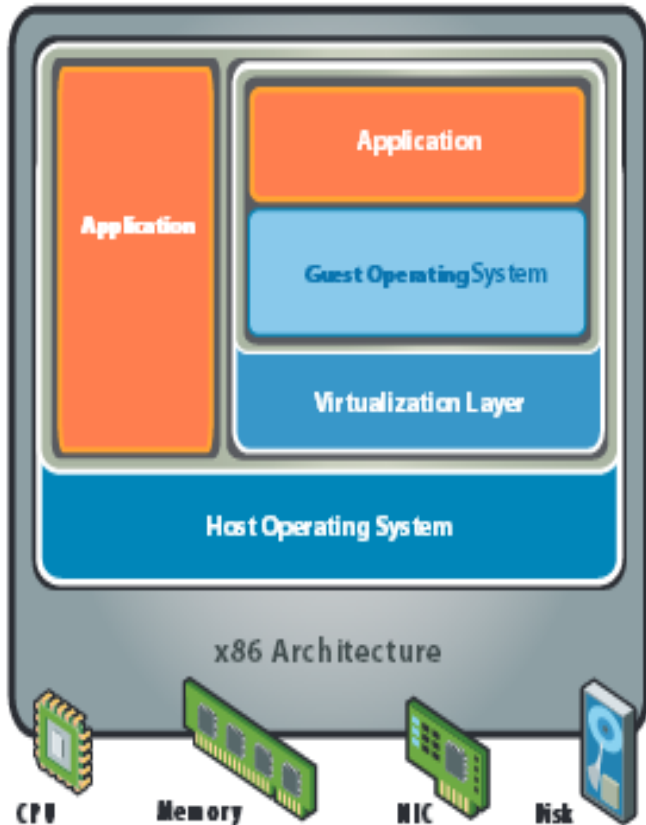 Application
Application
Guest Operating System
Virtualization Layer
Host Operating System
x86 Architecture
CPU
Memory
NIC
Disk